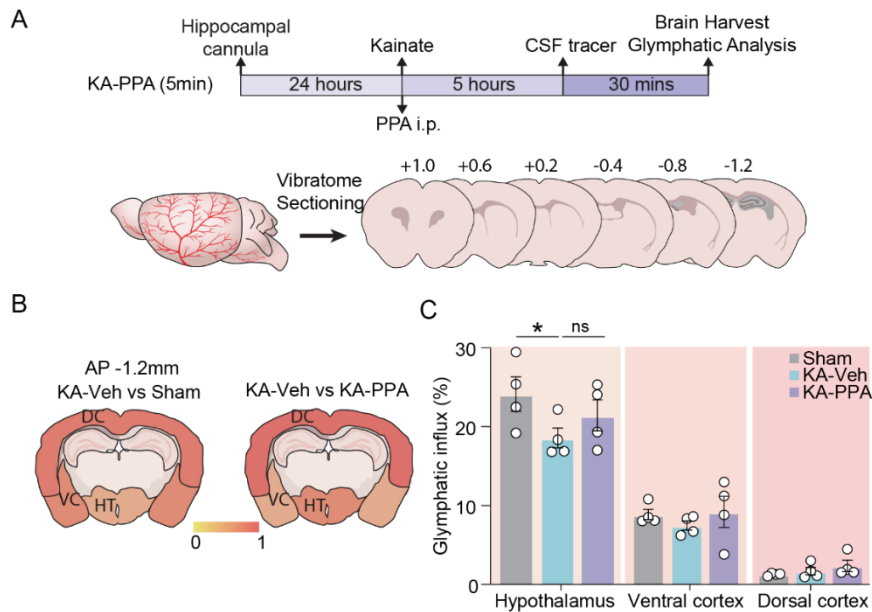 A
Hippocampal
cannula
Kainate
CSF tracer
Brain Harvest
Glymphatic Analysis
KA-PPA (5min)
24 hours
5 hours
30 mins
PPA i.p.
Vibratome
Sectioning
+1.0
+0.6
+0.2
-0.4
-0.8
-1.2
B
AP -1.2mm
KA-Veh vs Sham
KA-Veh vs KA-PPA
DC
VC
HT
DC
VC
HT
0
1
C
*
ns
Sham
KA-Veh
KA-PPA
Glymphatic influx (%)
30
20
10
0
Hypothalamus
Ventral cortex
Dorsal cortex